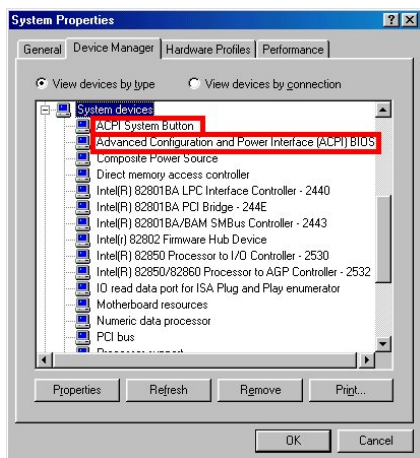 System Properties
General Device Manager Hardware Profiles Performance
View devices by type View devices by connection
System devices
ACPI System Button
Advanced Configuration and Power Interface (ACPI) BIOS
Composite Power Source
Direct memory access controller
Intel(R) 82801BA LPC Interface Controller - 2440
Intel(R) 82801BA PCI Bridge - 244E
Intel(R) 82801BA/BAM SMBus Controller - 2443
Intel(r) 82802 Firmware Hub Device
Intel(R) 82850 Processor to I/O Controller - 2530
Intel(R) 82850/82860 Processor to AGP Controller - 2532
IO read data port for ISA Plug and Play enumerator
Motherboard resources
Numeric data processor
PCI bus
Processor support
Properties Refresh Remove Print...
OK Cancel